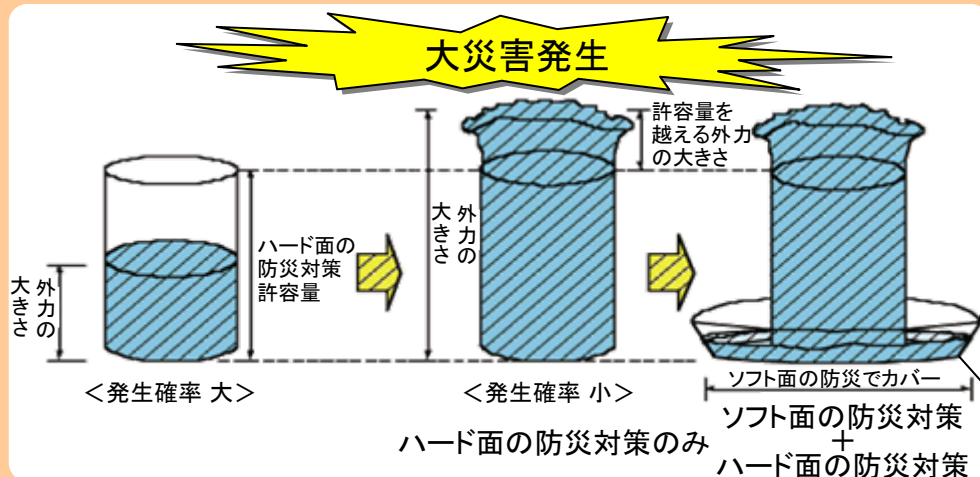 大災害発生
許容量を
越える外力
の大きさ
外力の
大きさ
ハード面の
防災対策
許容量
外力の
大きさ
ソフト面の防災でカバー
<発生確率 大>
<発生確率 小>
ハード面の防災対策のみ
ソフト面の防災対策
+
ハード面の防災対策